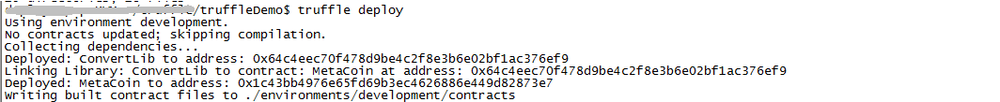 /truffleDemo$ truffle deploy
Using environment development.
No contracts updated; skipping compilation.
Collecting dependencies...
Deployed: ConvertLib to address: 0x64c4eec70f478d9be4c2f8e3b6e02bf1ac376ef9
Linking Library: ConvertLib to contract: MetaCoin at address: 0x64c4eec70f478d9be4c2f8e3b6e02bf1ac376ef9
Deployed: MetaCoin to address: 0x1c43bb4976e65fd69b3ec4626886e449d82873e7
Writing built contract files to ./environments/development/contracts